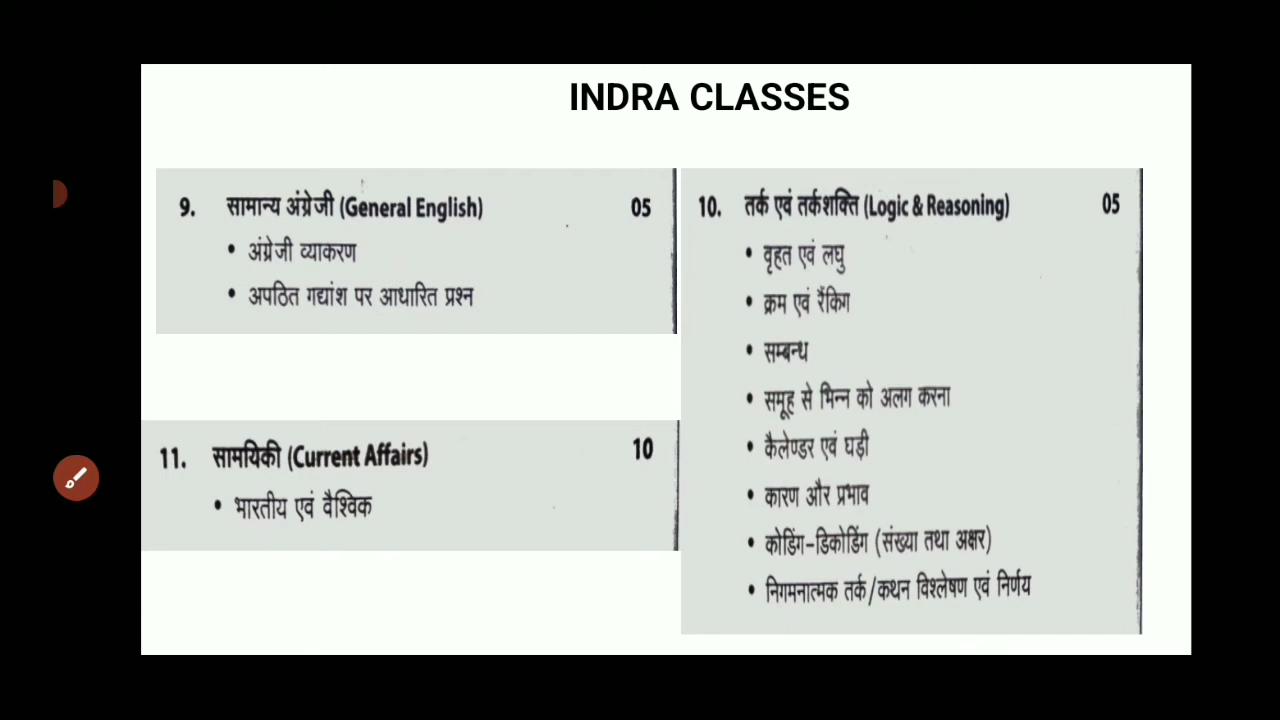 INDRA CLASSES
9. सामान्य अंग्रेजी (General English) 05
• अंग्रेजी व्याकरण
• अपठित गद्यांश पर आधारित प्रश्न
10. तर्क एवं तर्कशक्ति (Logic & Reasoning) 05
• वृहत एवं लघु
• क्रम एवं रैंकिग
• सम्बन्ध
• समूह से भिन्न को अलग करना
• कैलेण्डर एवं घड़ी
• कारण और प्रभाव
• कोडिंग-डिकोडिंग (संख्या तथा अक्षर)
• निगमनात्मक तर्क/कथन विश्लेषण एवं निर्णय
11. सामयिकी (Current Affairs) 10
• भारतीय एवं वैश्विक